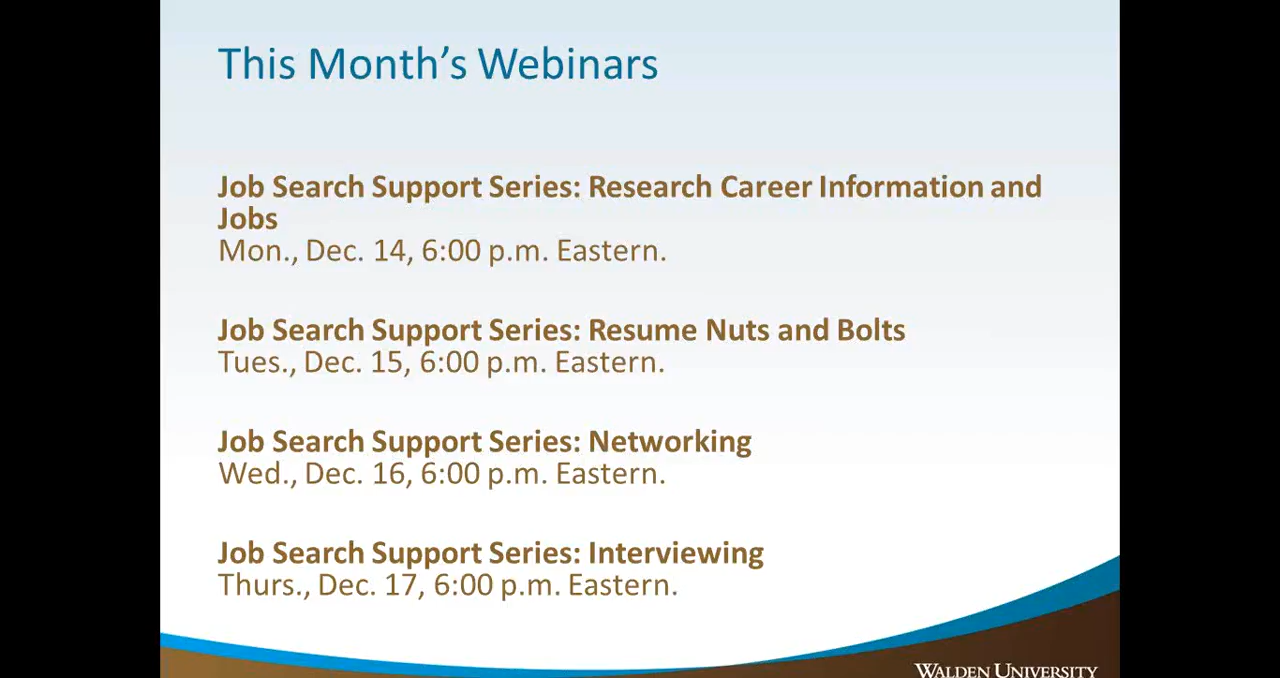 This Month's Webinars
Job Search Support Series: Research Career Information and
Jobs
Mon., Dec. 14, 6:00 p.m. Eastern.
Job Search Support Series: Resume Nuts and Bolts
Tues., Dec. 15, 6:00 p.m. Eastern.
Job Search Support Series: Networking
Wed., Dec. 16, 6:00 p.m. Eastern.
Job Search Support Series: Interviewing
Thurs., Dec. 17, 6:00 p.m. Eastern.
WALDEN UNIVERSITY